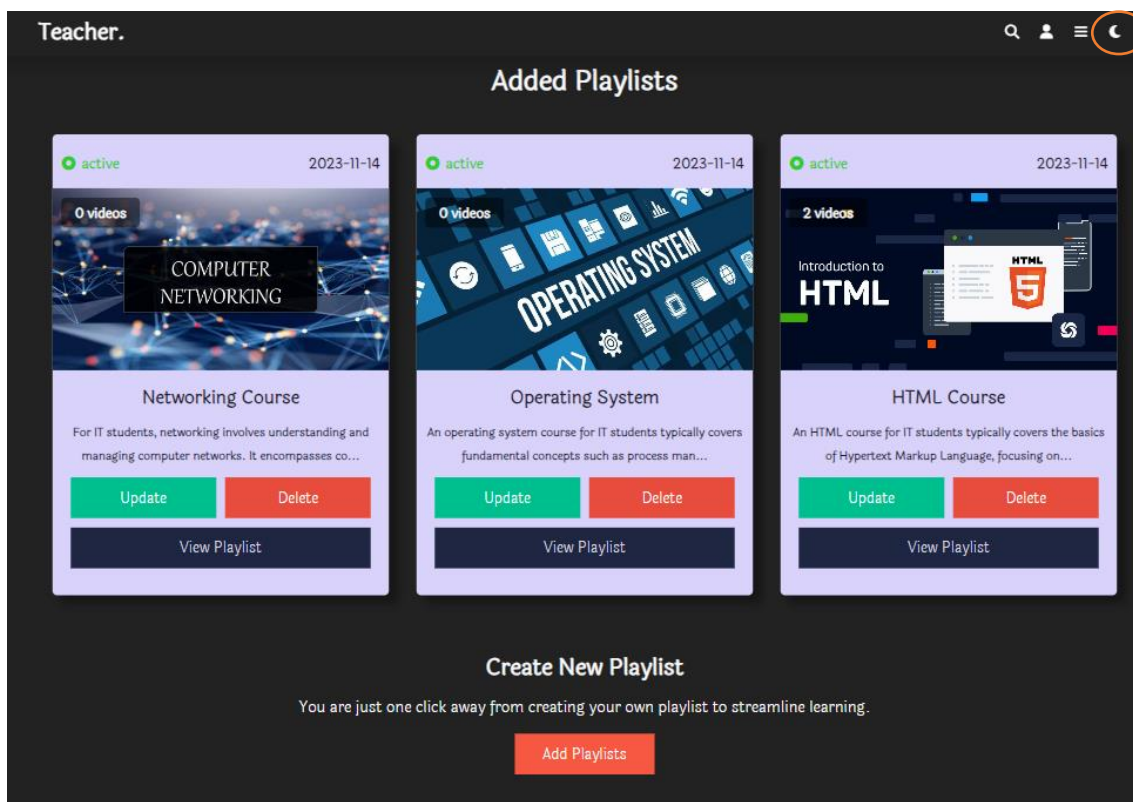 Teacher.
Added Playlists
active
2023-11-14
0 videos
COMPUTER
NETWORKING
Networking Course
For IT students, networking involves understanding and
managing computer networks. It encompasses co...
Update
Delete
View Playlist
active
2023-11-14
0 videos
OPERATING SYSTEM
Operating System
An operating system course for IT students typically covers
fundamental concepts such as process man...
Update
Delete
View Playlist
active
2023-11-14
2 videos
Introduction to
HTML
HTML
5
HTML Course
An HTML course for IT students typically covers the basics
of Hypertext Markup Language, focusing on...
Update
Delete
View Playlist
Create New Playlist
You are just one click away from creating your own playlist to streamline learning.
Add Playlists